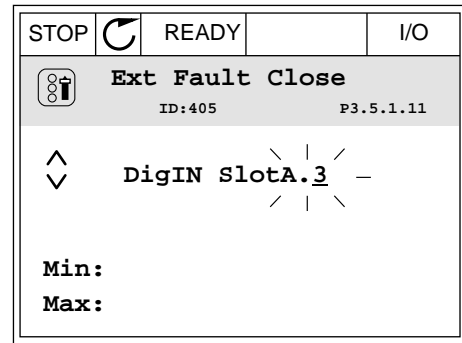 STOP READY I/O
Ext Fault Close
ID:405 P3.5.1.11
DigIN SlotA.3
Min:
Max: